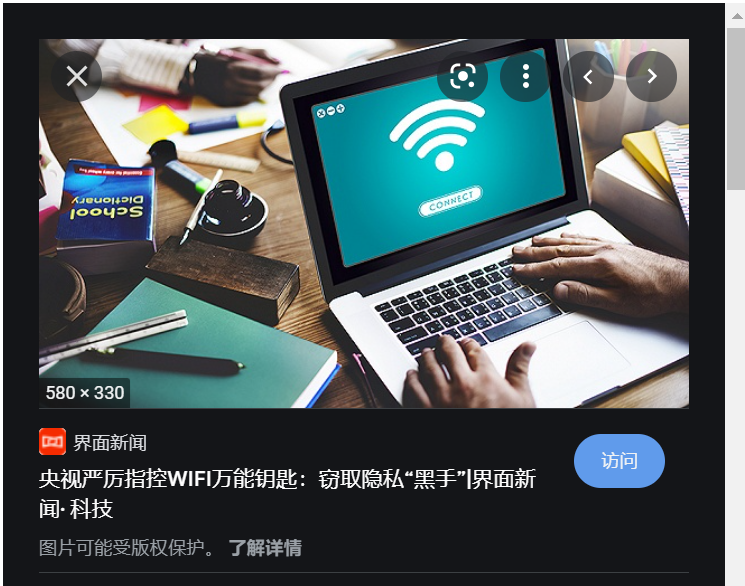 CONNECT
School
Dictionary
580 × 330
界面新闻
央视严厉指控WIFI万能钥匙：窃取隐私“黑手”|界面新
闻· 科技
访问
图片可能受版权保护。 了解详情